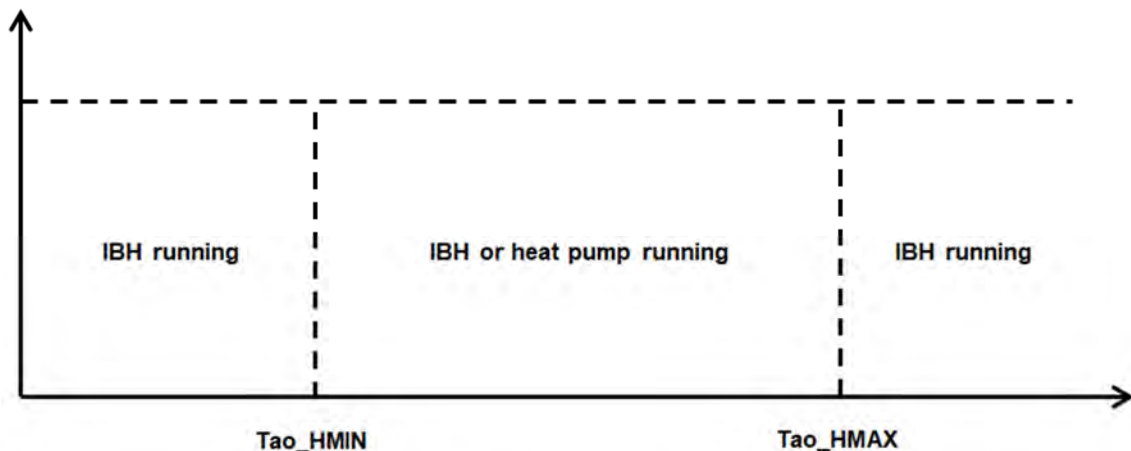 IBH running
IBH or heat pump running
IBH running
Tao_HMIN
Tao_HMAX